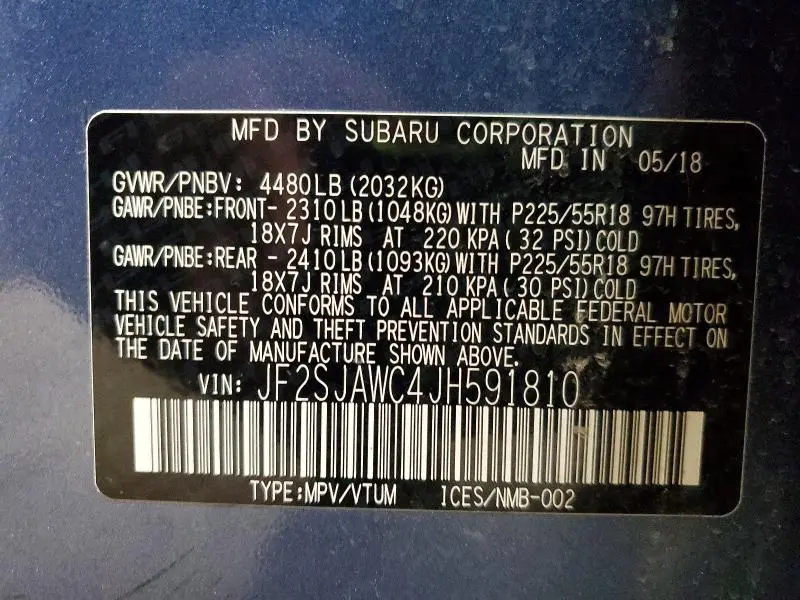 MFD BY SUBARU CORPORATION
MFD IN 05/18
GVWR/PNBV: 4480LB (2032KG)
GAWR/PNBE:FRONT- 2310LB (1048KG) WITH P225/55R18 97H TIRES,
18X7J RIMS AT 220 KPA ( 32 PSI) COLD
GAWR/PNBE:REAR - 2410LB (1093KG) WITH P225/55R18 97H TIRES,
18X7J RIMS AT 210 KPA ( 30 PSI) COLD
THIS VEHICLE CONFORMS TO ALL APPLICABLE FEDERAL MOTOR
VEHICLE SAFETY AND THEFT PREVENTION STANDARDS IN EFFECT ON
THE DATE OF MANUFACTURE SHOWN ABOVE.
VIN: JF2SJAWC4JH591810
TYPE:MPV/VTUM ICES/NMB-002